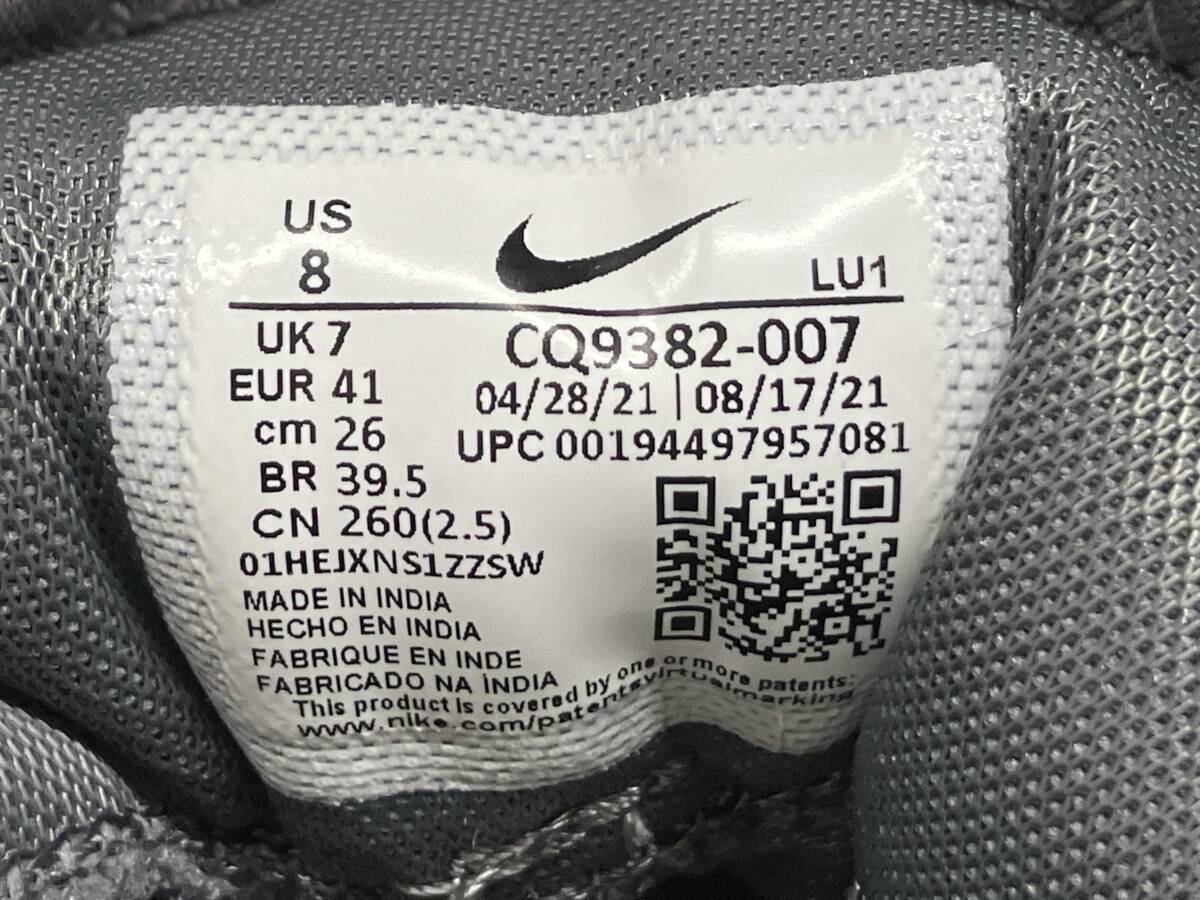 US
8
LU1
UK 7
CQ9382-007
EUR 41
04/28/21 | 08/17/21
cm 26
UPC 00194497957081
BR 39.5
CN 260(2.5)
01HEJXNS1ZZSW
MADE IN INDIA
HECHO EN INDIA
FABRIQUE EN INDE
FABRICADO NA ÍNDIA
This product is covered by one or more patents:
www.nike.com/patentsvirtualmarking